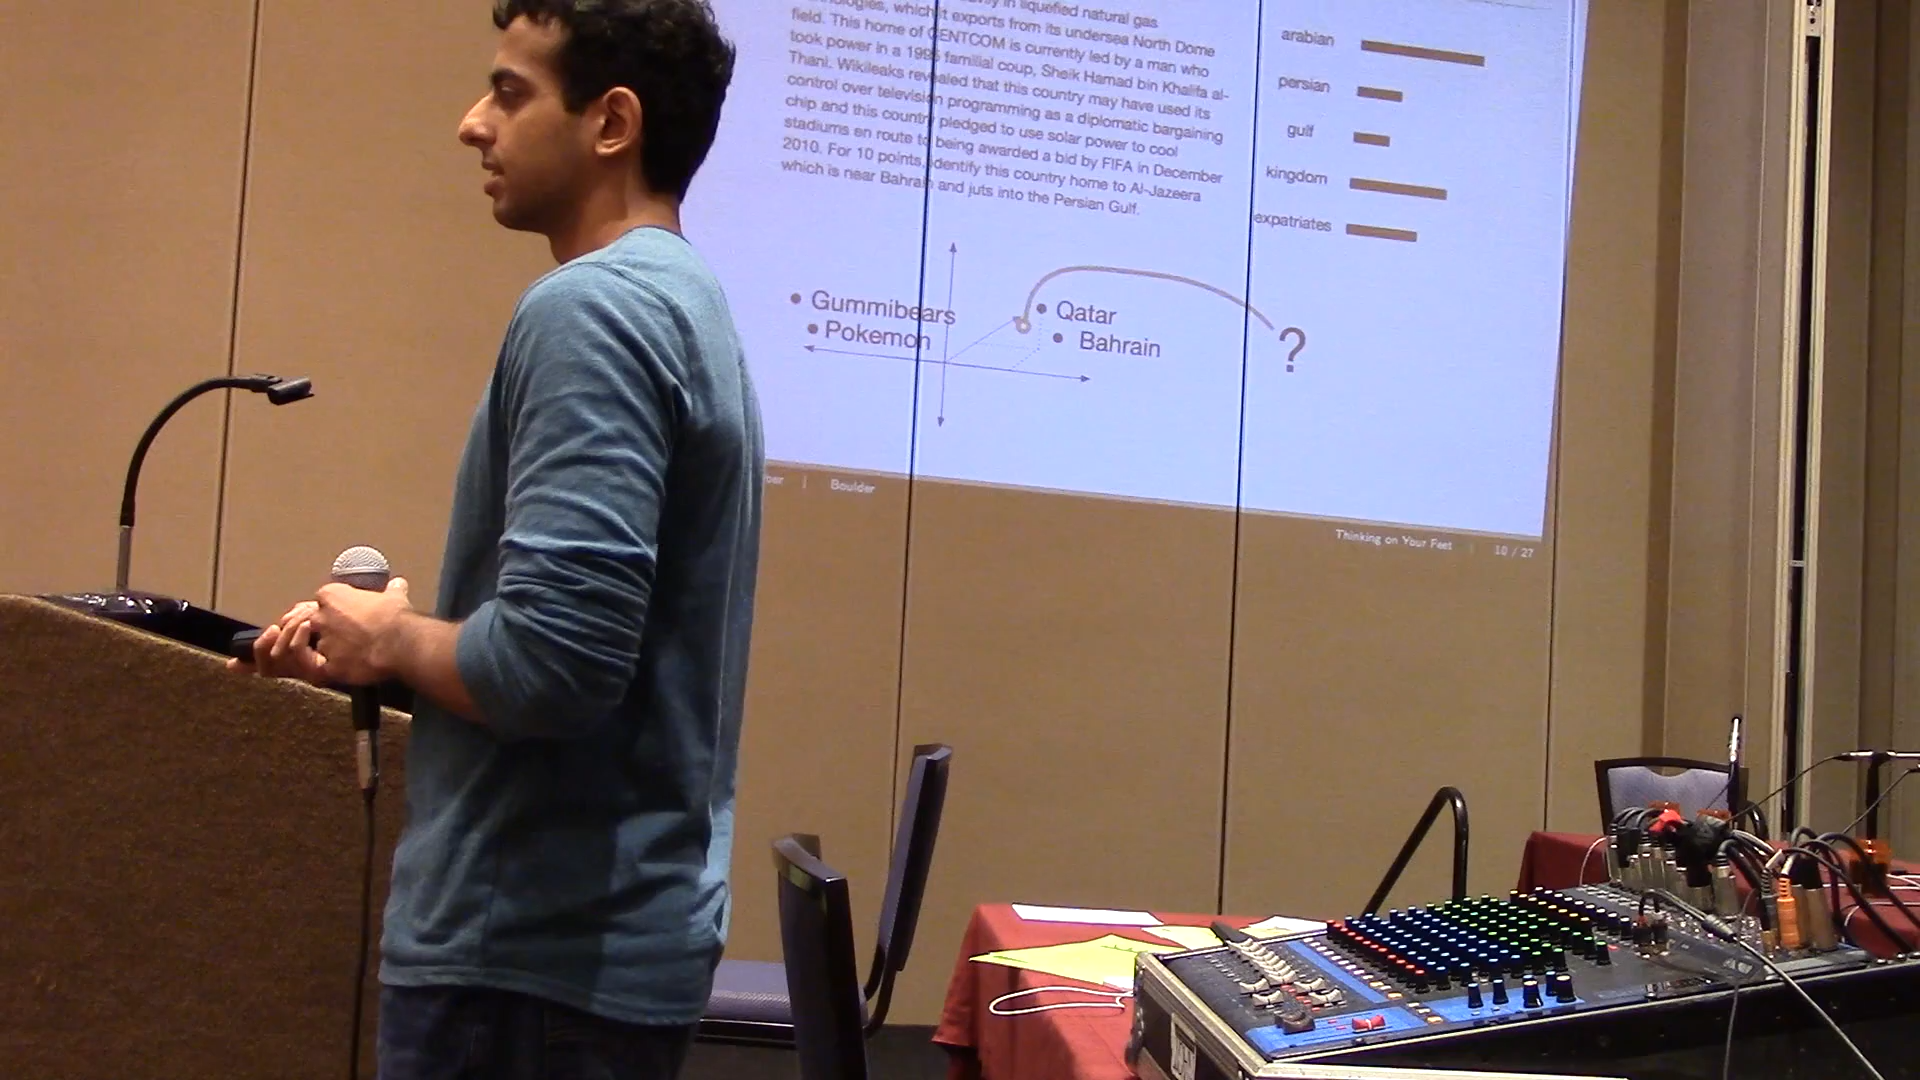 in liquefied natural gas
which it exports from its undersea North Dome
field. This home of CENTCOM is currently led by a man who
took power in a 1995 familial coup, Sheik Hamad bin Khalifa al-
Thani. Wikileaks revealed that this country may have used its
control over television programming as a diplomatic bargaining
chip and this country pledged to use solar power to cool
stadiums en route to being awarded a bid by FIFA in December
2010. For 10 points, identify this country home to Al-Jazeera
which is near Bahrain and juts into the Persian Gulf.
arabian
persian
gulf
kingdom
expatriates
• Gummibears
• Pokemon
• Qatar
• Bahrain
?
| Boulder
Thinking on Your Feet | 10 / 27